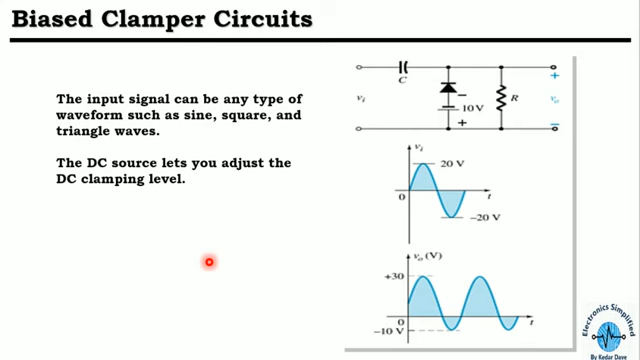 Biased Clamper Circuits
The input signal can be any type of
waveform such as sine, square, and
triangle waves.
The DC source lets you adjust the
DC clamping level.
C
+
vi
−
10 V
R
vo
+
−
vi
20 V
0
t
−20 V
vo (V)
+30
0
t
−10 V
Electronics Simplified
By Kedar Dave